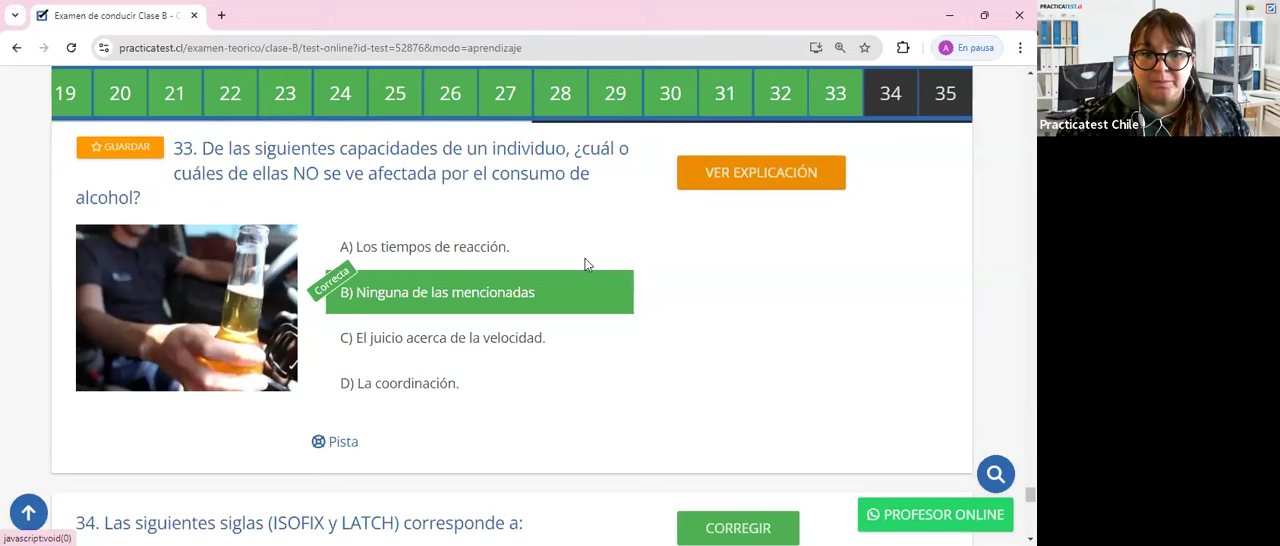 Examen de conducir Clase B - C
practicatest.cl/examen-teorico/clase-B/test-online?id-test=52876&modo=aprendizaje
A
En pausa
PRACTICATEST.cl
Practicatest Chile
19 20 21 22 23 24 25 26 27 28 29 30 31 32 33 34 35
GUARDAR
33. De las siguientes capacidades de un individuo, ¿cuál o
cuáles de ellas NO se ve afectada por el consumo de
alcohol?
VER EXPLICACIÓN
A) Los tiempos de reacción.
Correcta
B) Ninguna de las mencionadas
C) El juicio acerca de la velocidad.
D) La coordinación.
Pista
34. Las siguientes siglas (ISOFIX y LATCH) corresponde a:
CORREGIR
PROFESOR ONLINE
javascript:void(0)